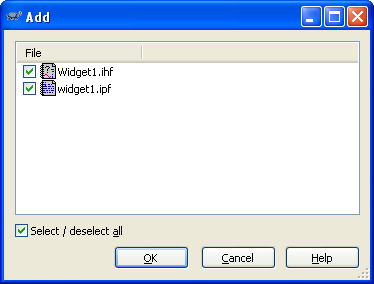 Add
File
Widget1.ihf
widget1.ipf
Select / deselect all
OK
Cancel
Help